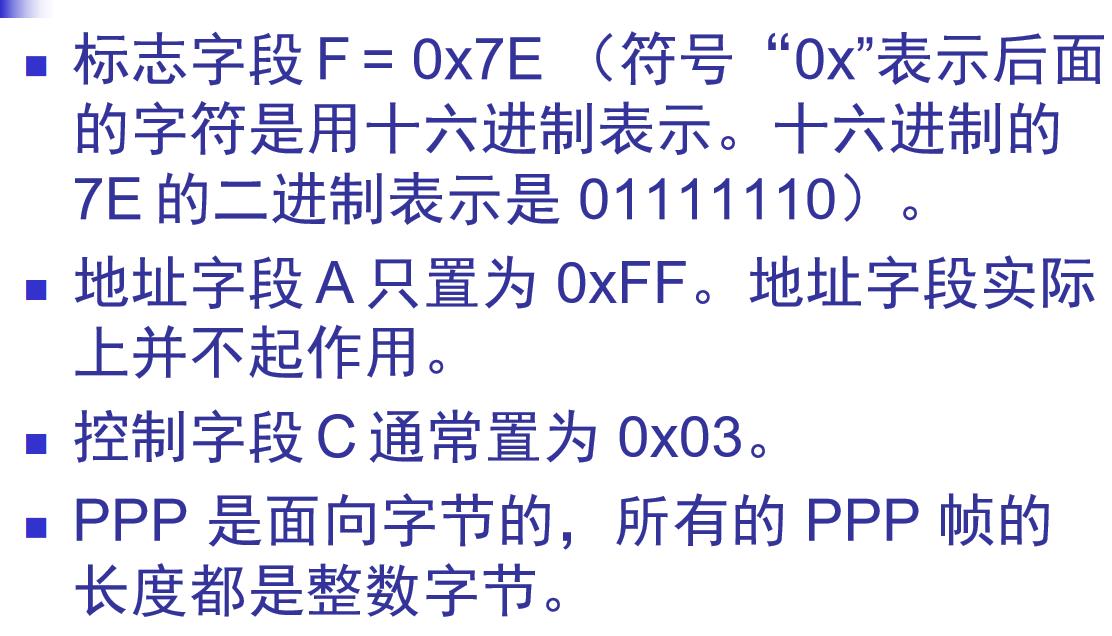 标志字段 F = 0x7E （符号“0x”表示后面
的字符是用十六进制表示。十六进制的
7E 的二进制表示是 01111110）。
地址字段 A 只置为 0xFF。地址字段实际
上并不起作用。
控制字段 C 通常置为 0x03。
PPP 是面向字节的，所有的 PPP 帧的
长度都是整数字节。